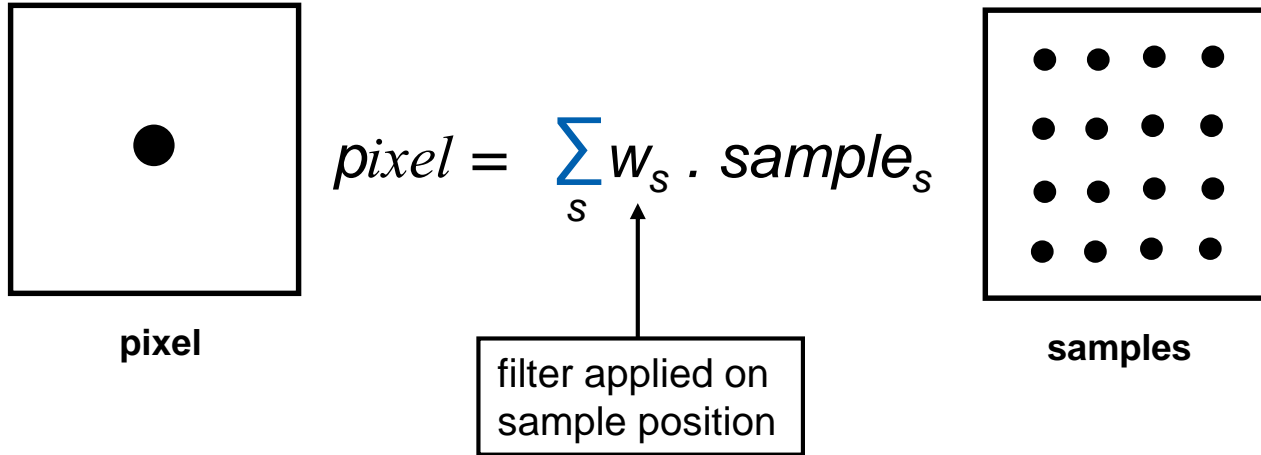 pixel = ∑ w_s . sample_s
s
pixel
samples
filter applied on
sample position